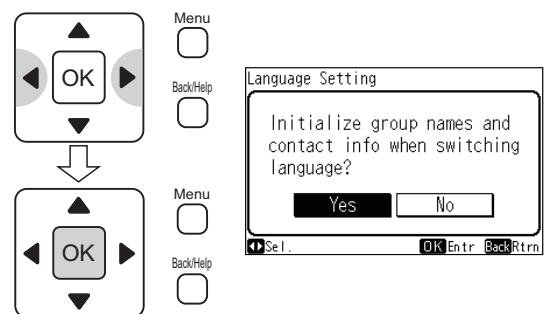 Menu
OK
Back/Help
Menu
OK
Back/Help
Language Setting
Initialize group names and
contact info when switching
language?
Yes No
Sel. OK Entr Back Rtrn